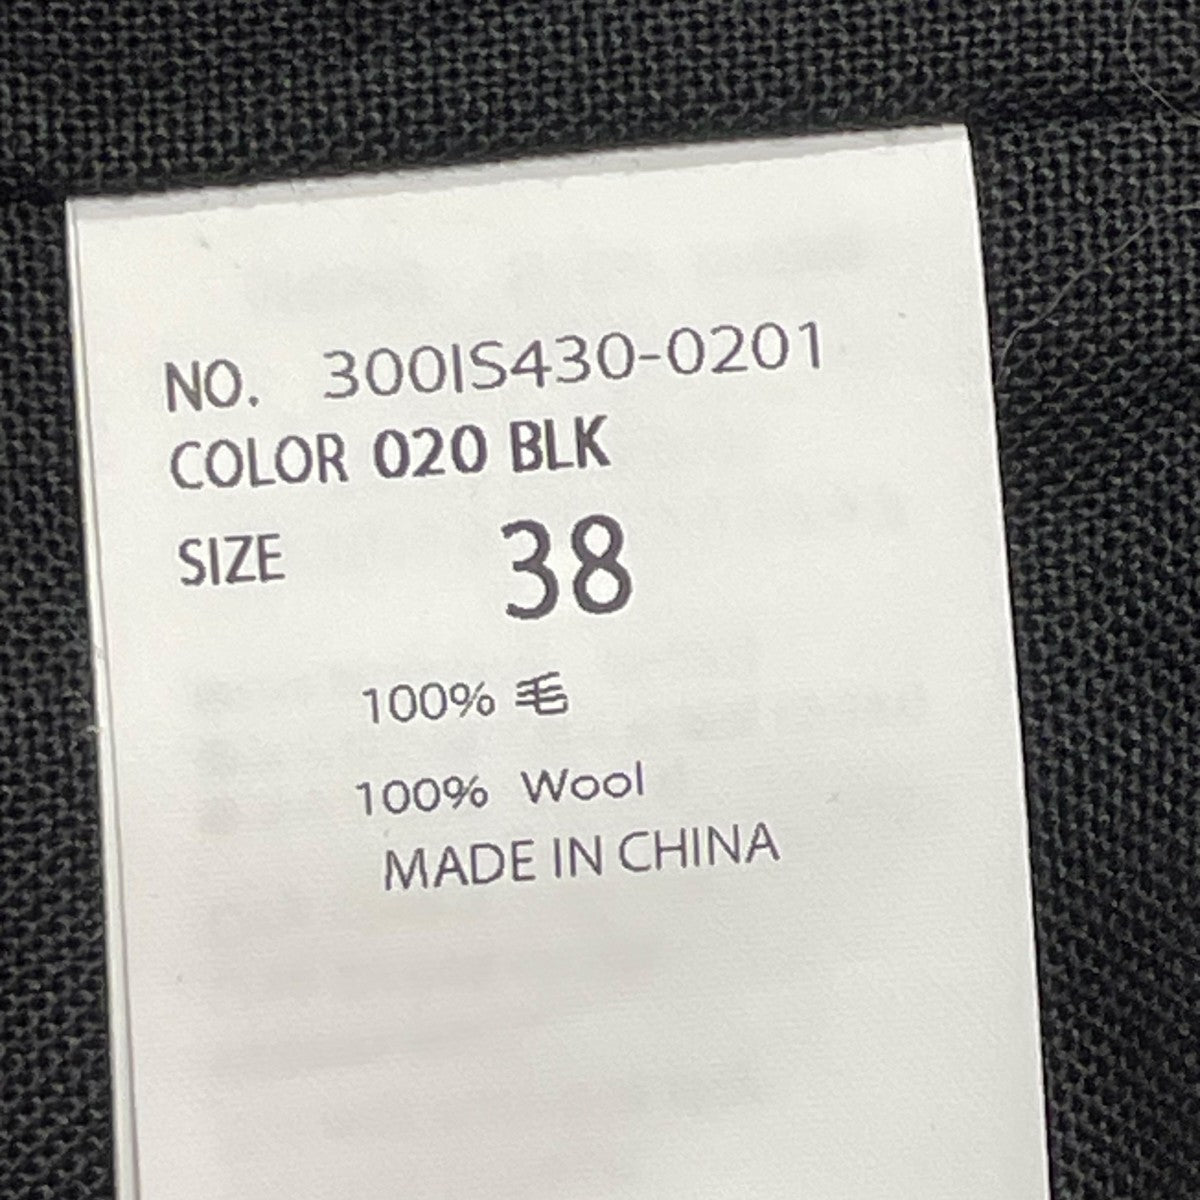 NO. 300IS430-0201
COLOR 020 BLK
SIZE 38
100% 毛
100% Wool
MADE IN CHINA